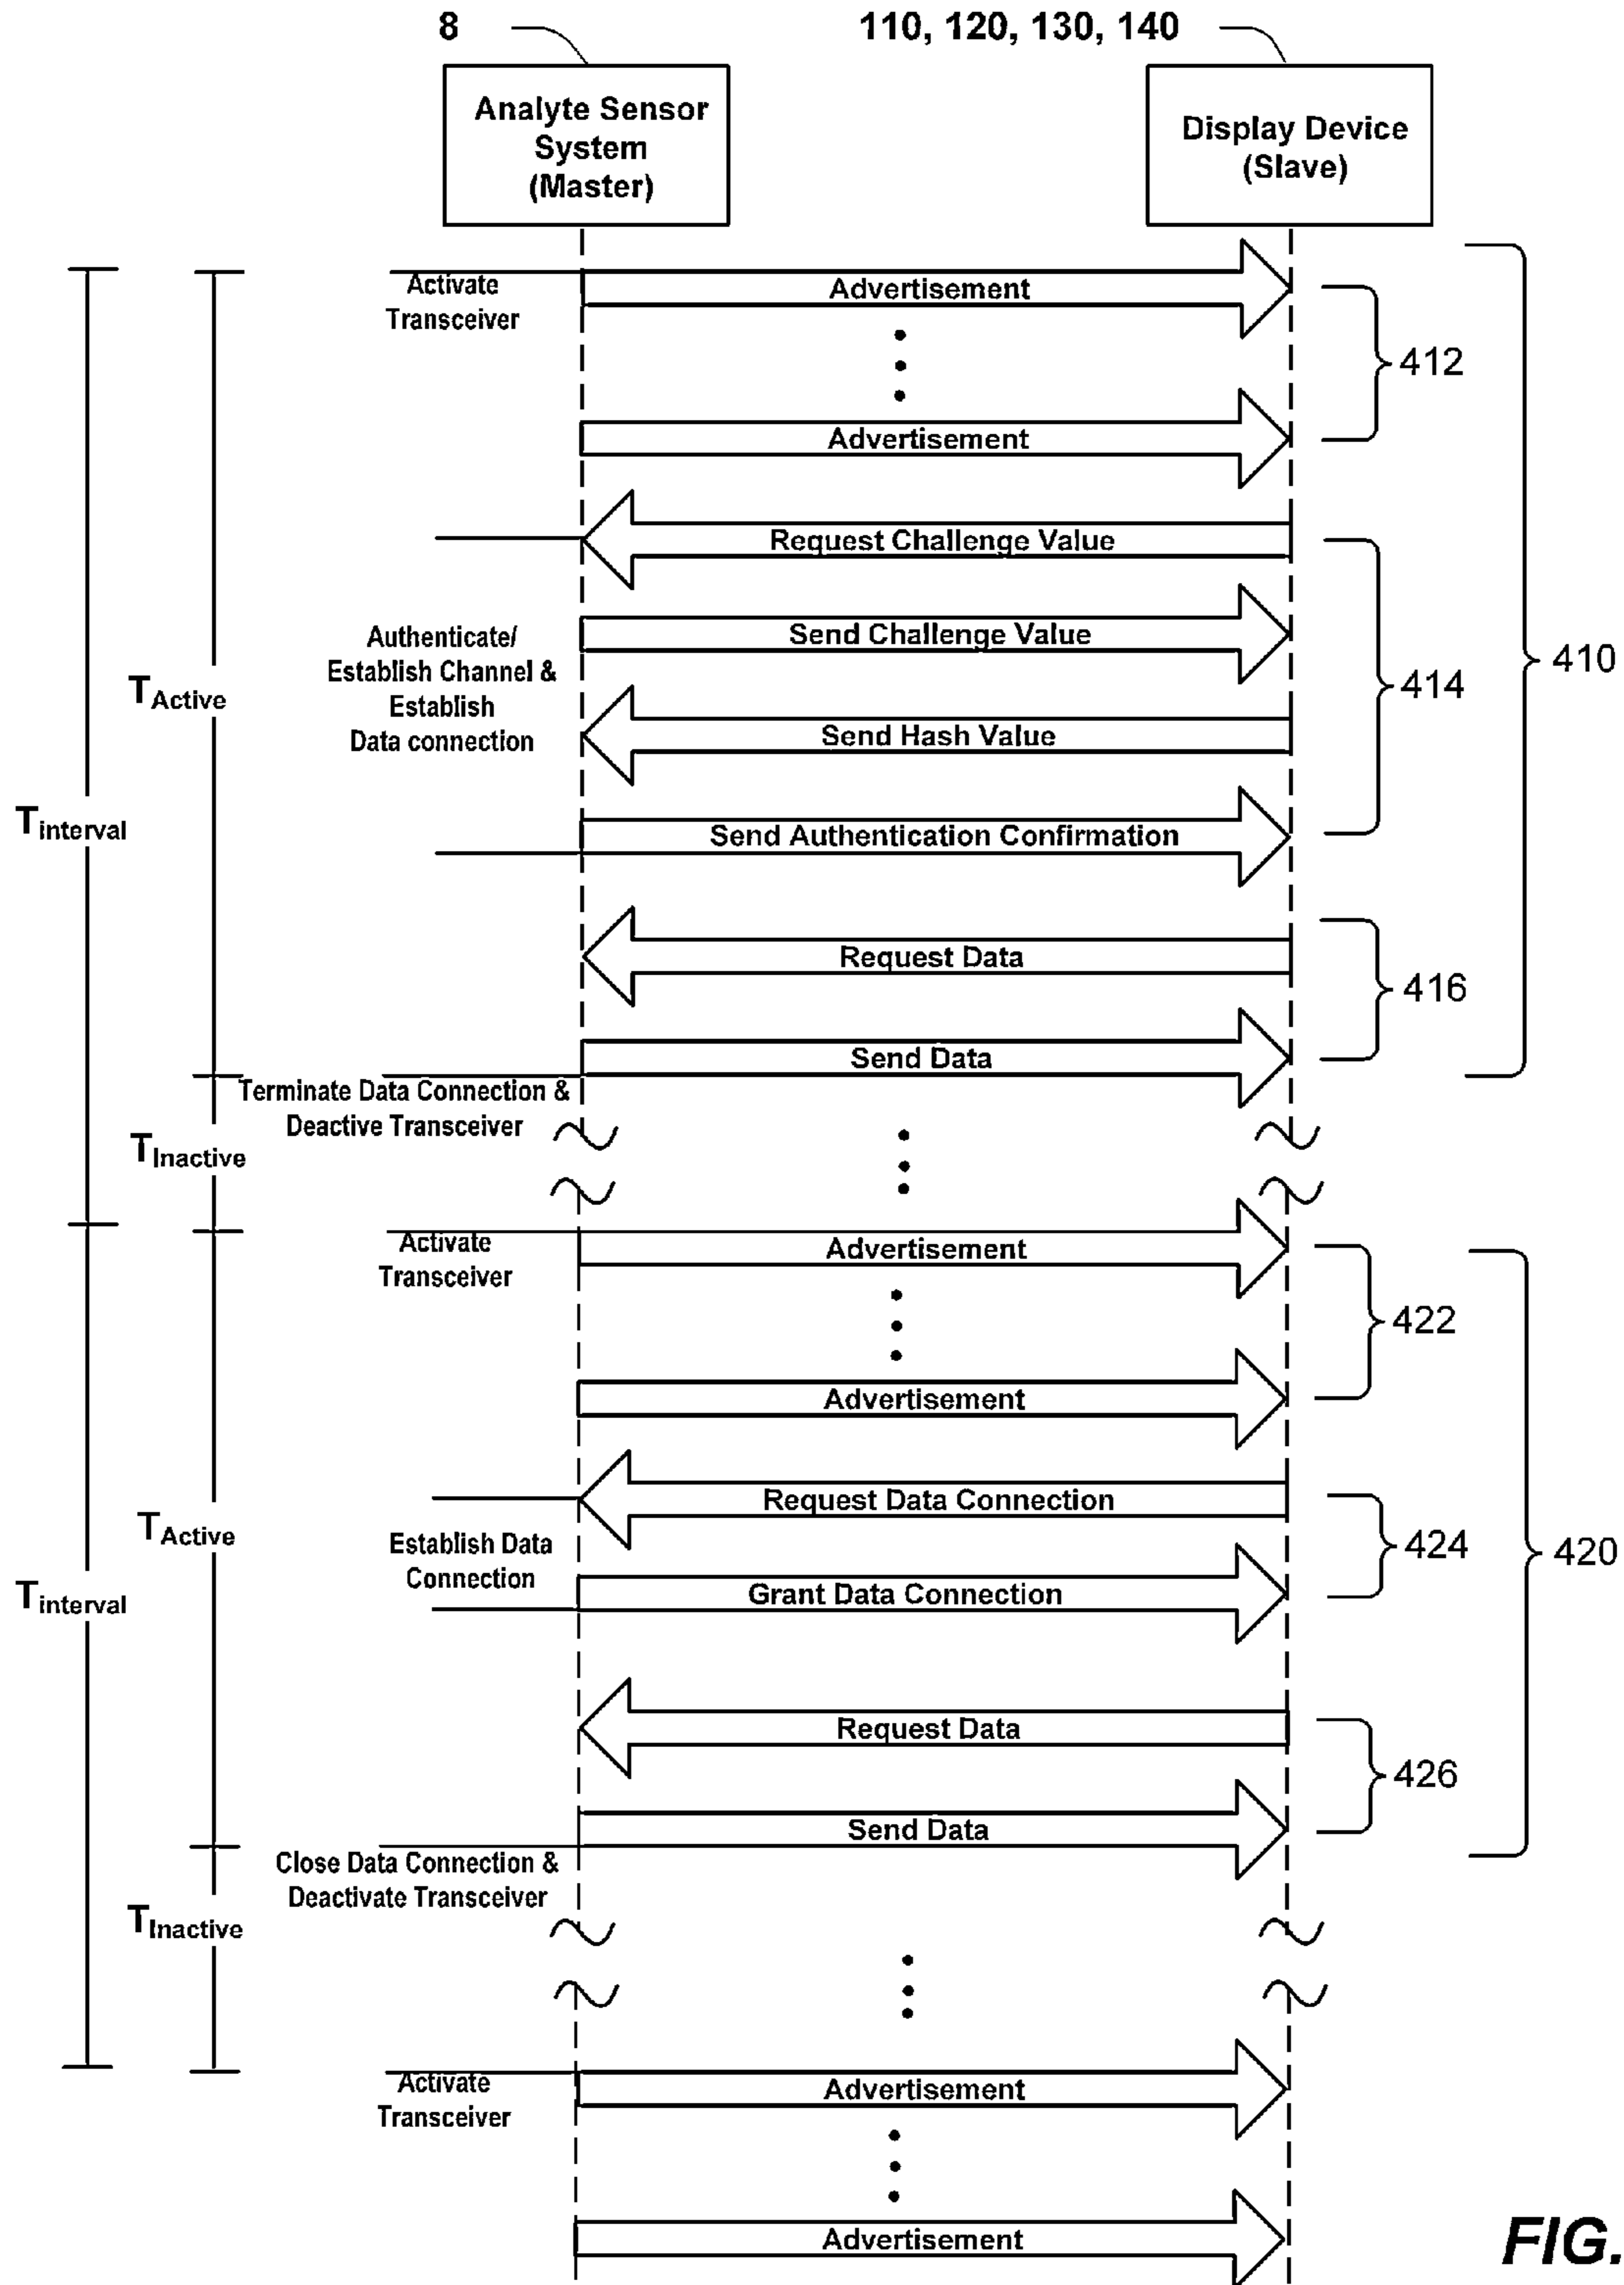 8
110, 120, 130, 140
Analyte Sensor
System
(Master)
Display Device
(Slave)
Activate
Transceiver
Advertisement
412
Advertisement
Request Challenge Value
Authenticate/
Establish Channel &
Establish
Data connection
Send Challenge Value
414
410
TActive
Send Hash Value
Tinterval
Send Authentication Confirmation
Request Data
416
Send Data
Terminate Data Connection &
Deactive Transceiver
TInactive
Activate
Transceiver
Advertisement
422
Advertisement
Request Data Connection
TActive
Establish Data
Connection
424
420
Grant Data Connection
Tinterval
Request Data
426
Send Data
Close Data Connection &
Deactivate Transceiver
TInactive
Activate
Transceiver
Advertisement
Advertisement
FIG.